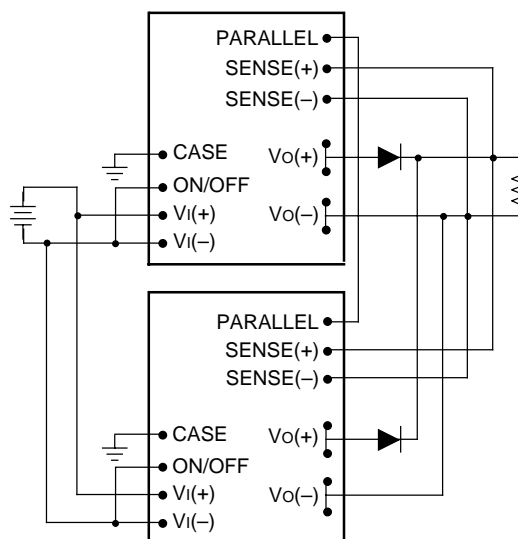 PARALLEL
SENSE(+)
SENSE(–)
CASE
VO(+)
ON/OFF
VI(+)
VO(–)
VI(–)
PARALLEL
SENSE(+)
SENSE(–)
CASE
VO(+)
ON/OFF
VI(+)
VO(–)
VI(–)